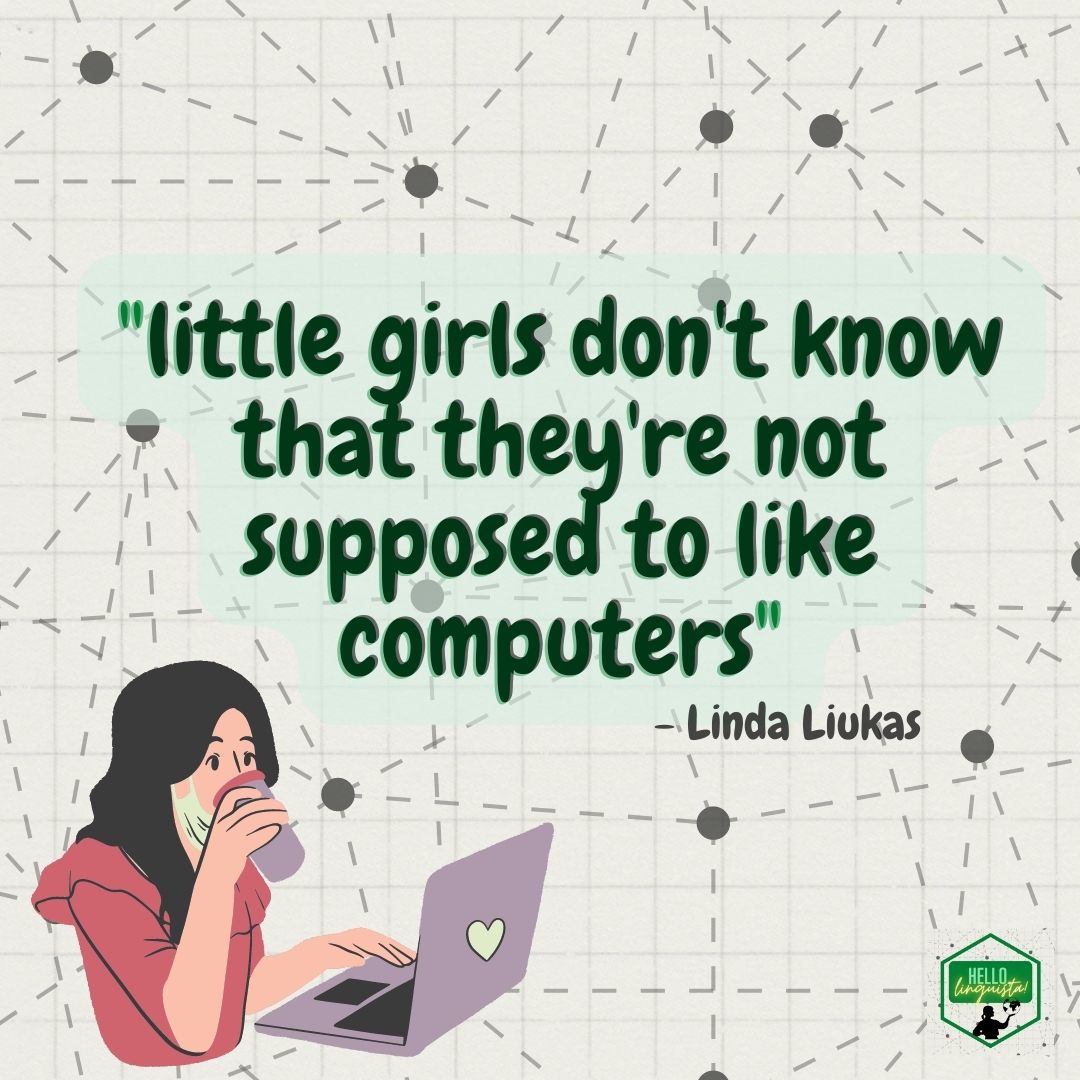 "little girls don't know
that they're not
supposed to like
computers"
– Linda Liukas
HELLO
linguista!